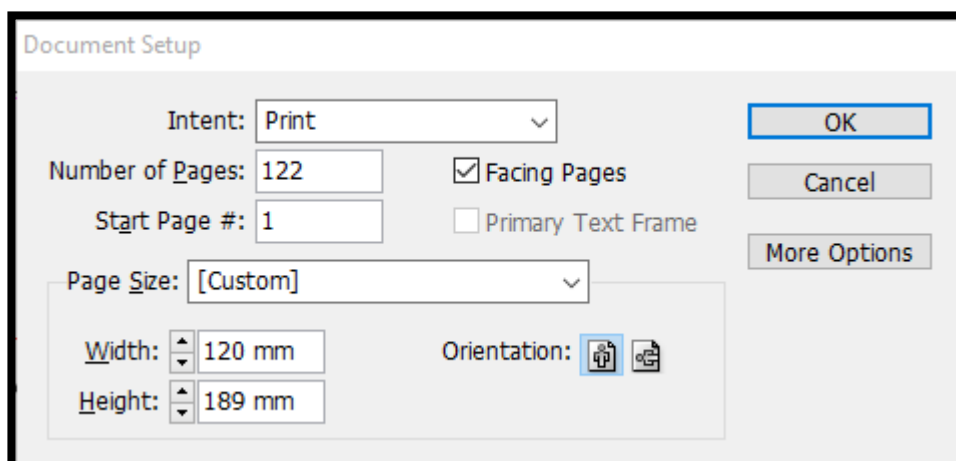 Document Setup
Intent: Print
OK
Number of Pages: 122
Facing Pages
Cancel
Start Page #: 1
Primary Text Frame
More Options
Page Size: [Custom]
Width: 120 mm
Orientation:
Height: 189 mm